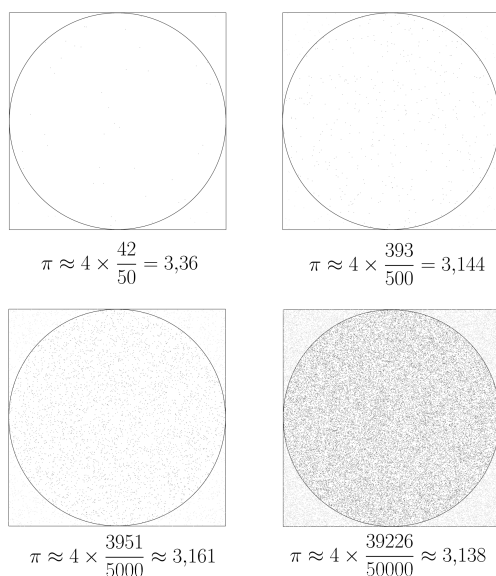 π ≈ 4 × 42/50 = 3,36
π ≈ 4 × 393/500 = 3,144
π ≈ 4 × 3951/5000 ≈ 3,161
π ≈ 4 × 39226/50000 ≈ 3,138